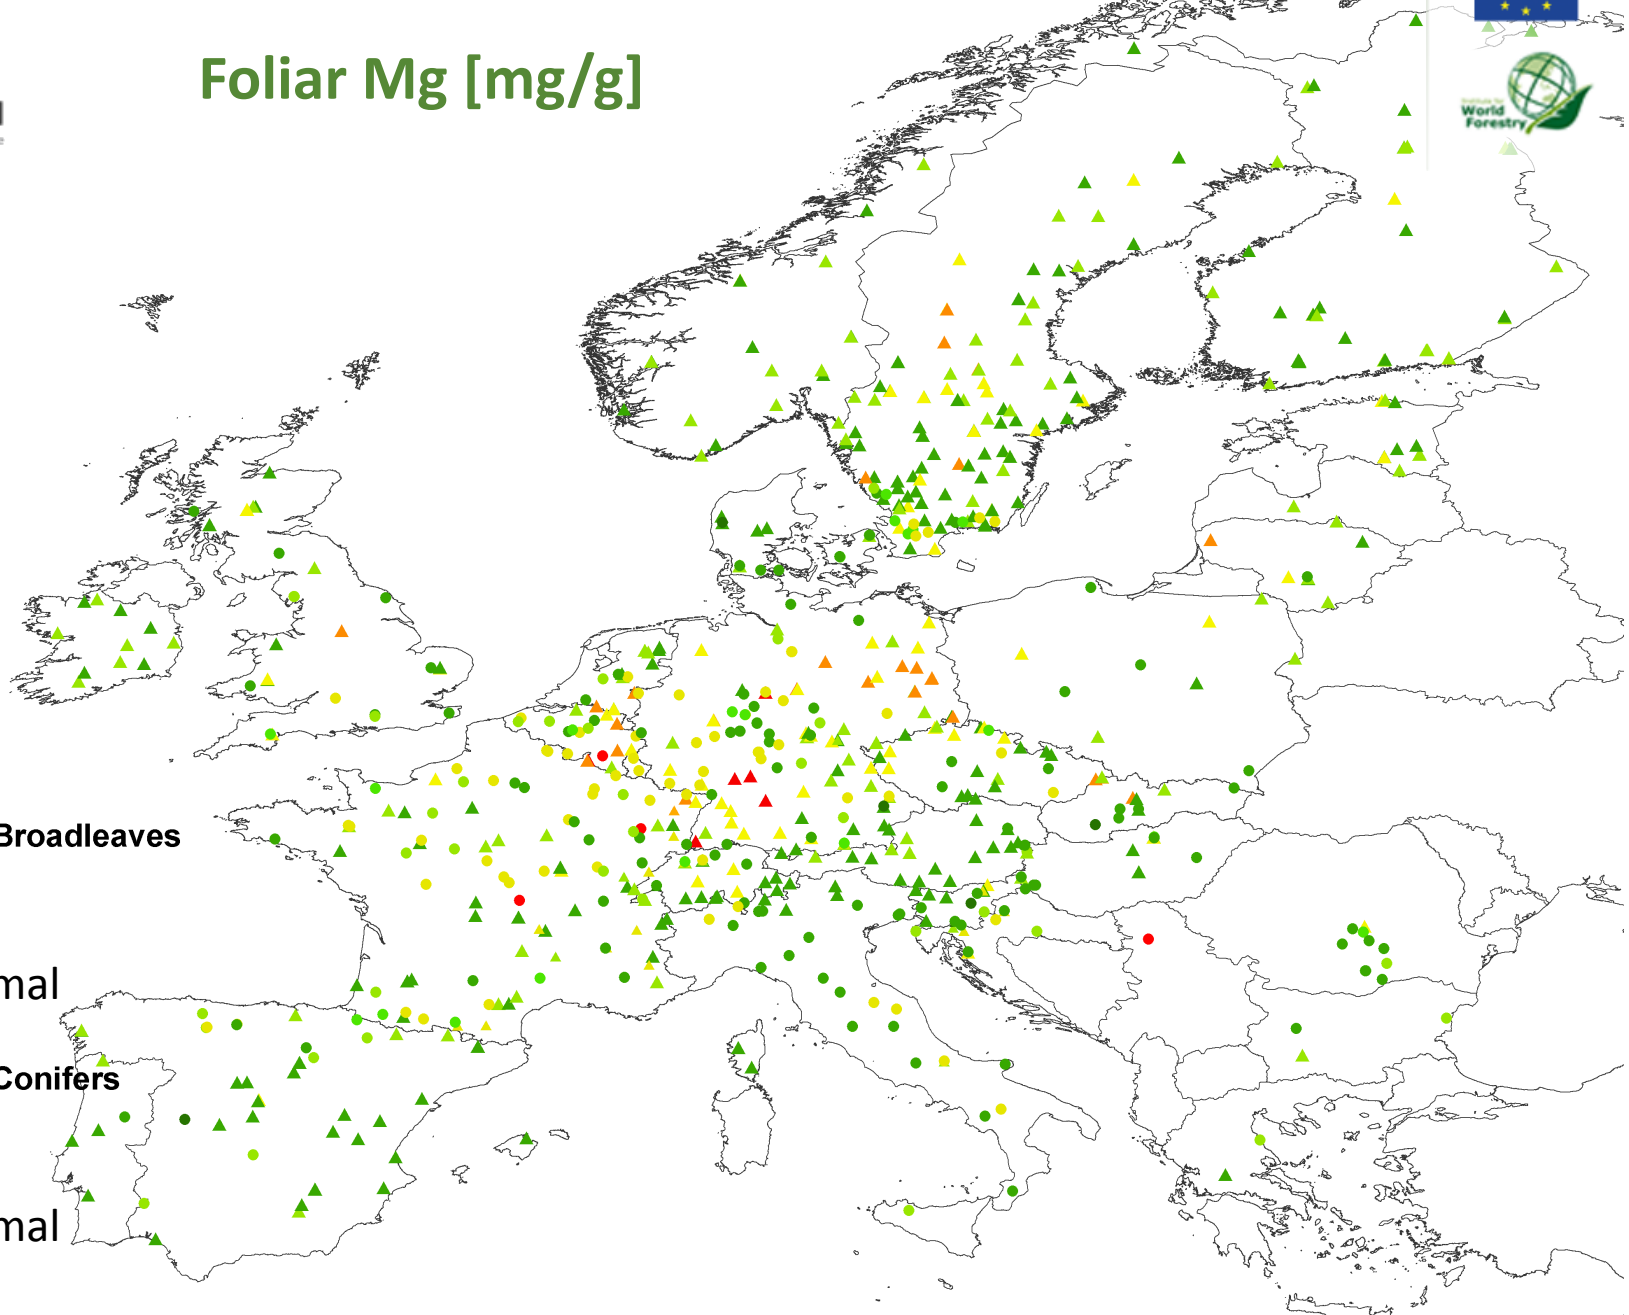 Foliar Mg [mg/g]
World
Forestry
Broadleaves
mal
Conifers
mal